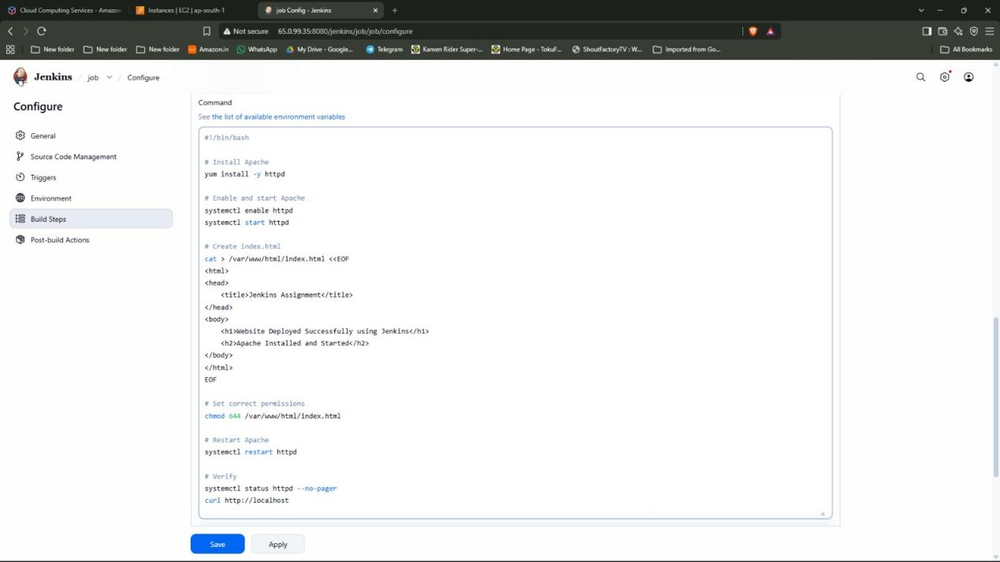 Cloud Computing Services - Amazon
Instances | EC2 | ap-south-1
job Config - Jenkins
Not secure 65.0.99.35:8080/jenkins/job/job/configure
New folder New folder New folder Amazon.in WhatsApp My Drive - Google... Telegram Kamen Rider Super-... Home Page - TokuF... ShoutFactoryTV : W... Imported from Go... All Bookmarks
Jenkins / job / Configure
Configure
General
Source Code Management
Triggers
Environment
Build Steps
Post-build Actions
Command
See the list of available environment variables
#!/bin/bash
# Install Apache
yum install -y httpd
# Enable and start Apache
systemctl enable httpd
systemctl start httpd
# Create index.html
cat > /var/www/html/index.html <<EOF
<html>
<head>
    <title>Jenkins Assignment</title>
</head>
<body>
    <h1>Website Deployed Successfully using Jenkins</h1>
    <h2>Apache Installed and Started</h2>
</body>
</html>
EOF
# Set correct permissions
chmod 644 /var/www/html/index.html
# Restart Apache
systemctl restart httpd
# Verify
systemctl status httpd --no-pager
curl http://localhost
Save Apply